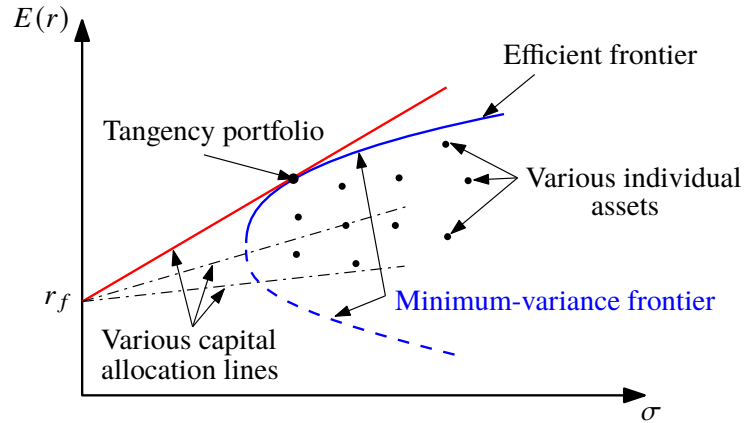 E(r)
Efficient frontier
Tangency portfolio
Various individual
assets
r_f
Minimum-variance frontier
Various capital
allocation lines
σ